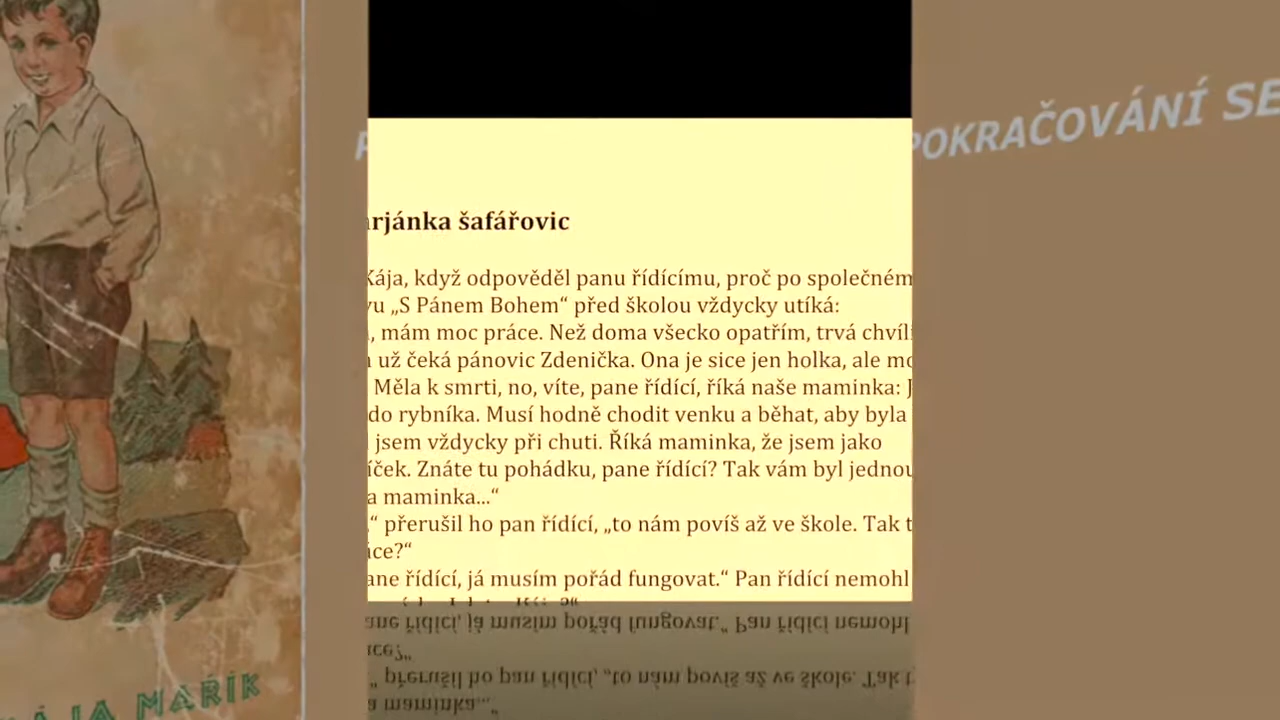 POKRAČOVÁNÍ SE
rjánka šafářovic
Kája, když odpověděl panu řídícímu, proč po společném
vu „S Pánem Bohem“ před školou vždycky utíká:
, mám moc práce. Než doma všecko opatřím, trvá chvíli
už čeká pánovic Zdenička. Ona je sice jen holka, ale mo
Měla k smrti, no, víte, pane řídící, říká naše maminka: J
do rybníka. Musí hodně chodit venku a běhat, aby byla
jsem vždycky při chuti. Říká maminka, že jsem jako
íček. Znáte tu pohádku, pane řídící? Tak vám byl jednou
a maminka...“
“ přerušil ho pan řídící, „to nám povíš až ve škole. Tak t
áce?“
ane řídící, já musím pořád fungovat.“ Pan řídící nemohl
ÁJA MAŘÍK